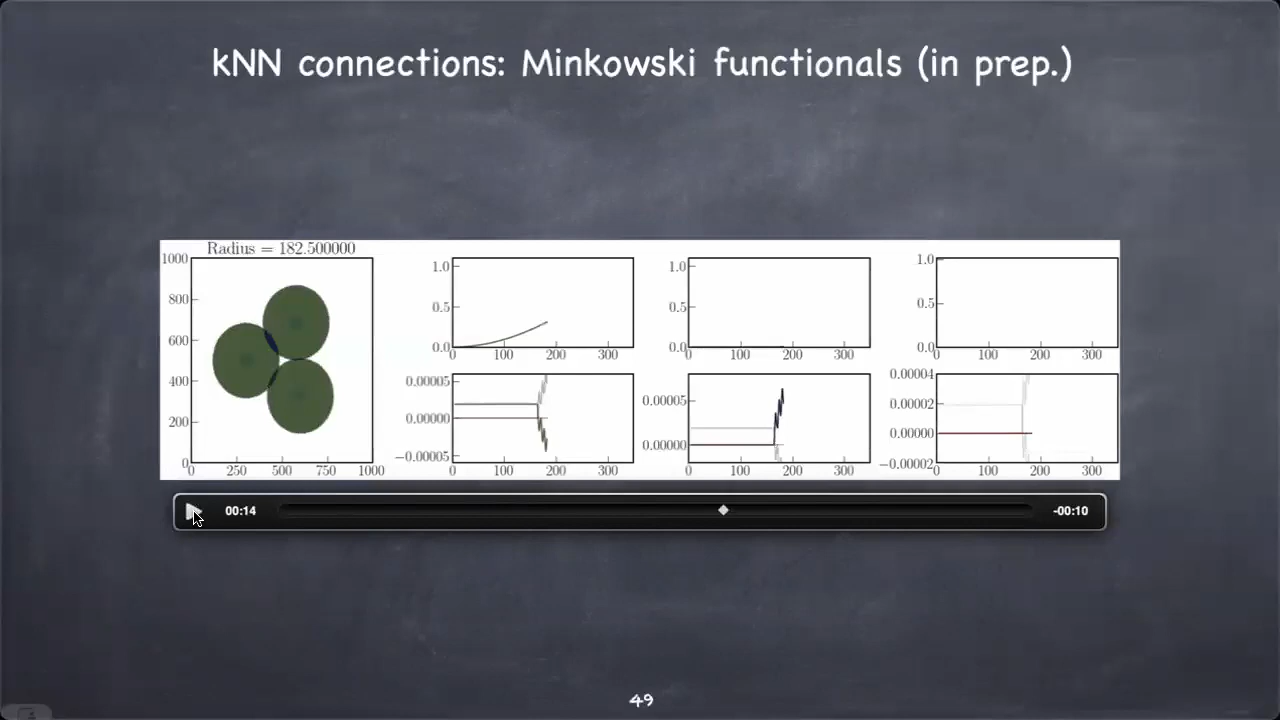 kNN connections: Minkowski functionals (in prep.)
Radius = 182.500000
1000
800
600
400
200
0
0 250 500 750 1000
1.0
0.5
0.0
0 100 200 300
1.0
0.5
0.0
0 100 200 300
1.0
0.5
0.0
0 100 200 300
0.00005
0.00000
−0.00005
0 100 200 300
0.00005
0.00000
0 100 200 300
0.00004
0.00002
0.00000
−0.00002
0 100 200 300
00:14 -00:10
49